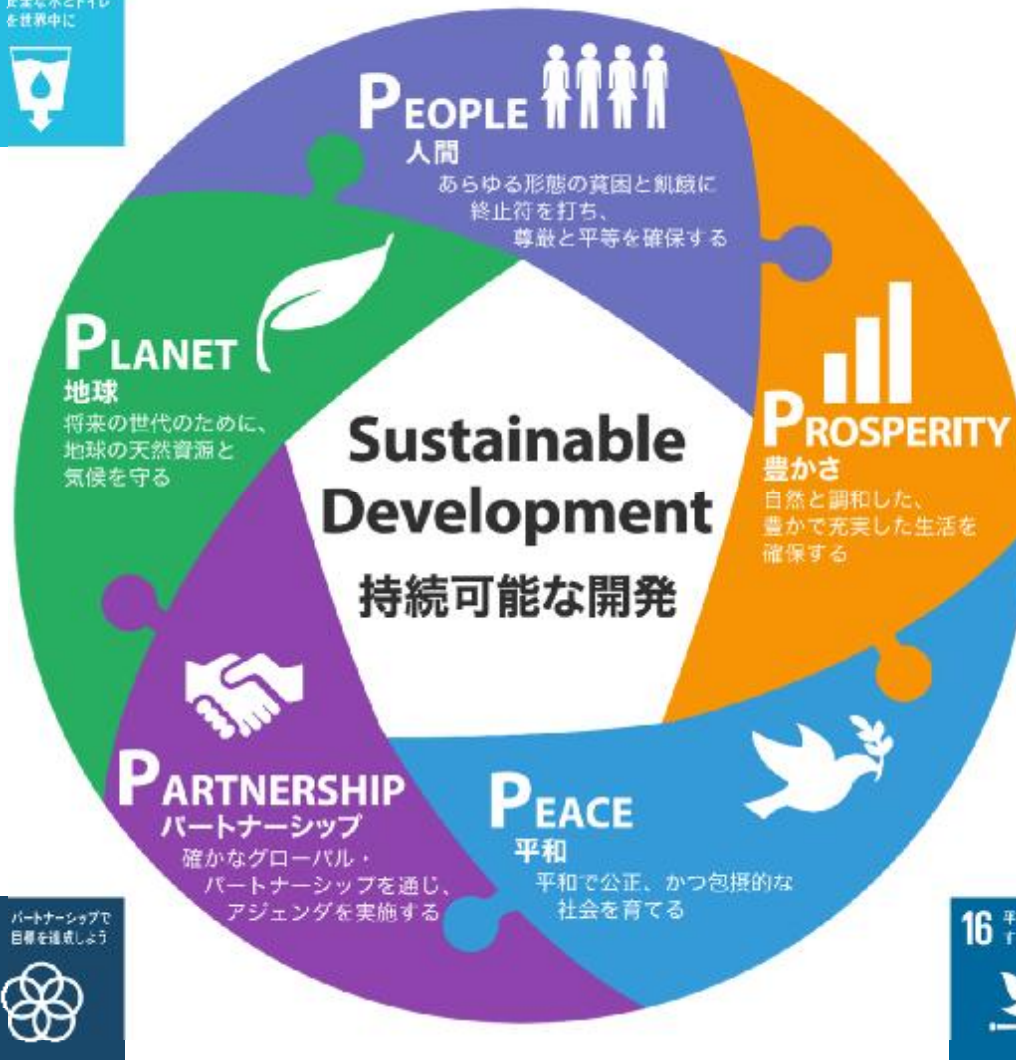 を世界中に
PEOPLE
人間
あらゆる形態の貧困と飢餓に
終止符を打ち、
尊厳と平等を確保する
PLANET
地球
将来の世代のために、
地球の天然資源と
気候を守る
Sustainable
Development
持続可能な開発
PROSPERITY
豊かさ
自然と調和した、
豊かで充実した生活を
確保する
PARTNERSHIP
パートナーシップ
確かなグローバル・
パートナーシップを通じ、
アジェンダを実施する
PEACE
平和
平和で公正、かつ包摂的な
社会を育てる
パートナーシップで
目標を達成しよう
16